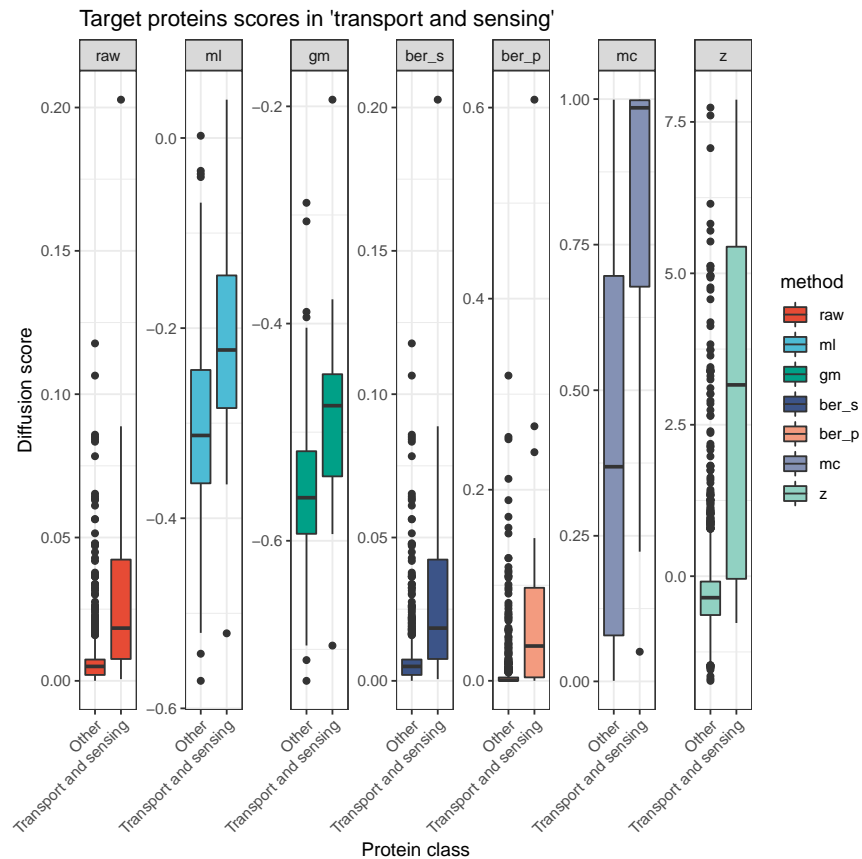 Target proteins scores in 'transport and sensing'
raw
ml
gm
ber_s
ber_p
mc
z
Diffusion score
0.20
0.15
0.10
0.05
0.00
0.0
−0.2
−0.4
−0.6
−0.2
−0.4
−0.6
0.20
0.15
0.10
0.05
0.00
0.6
0.4
0.2
0.0
1.00
0.75
0.50
0.25
0.00
7.5
5.0
2.5
0.0
Other
Transport and sensing
Other
Transport and sensing
Other
Transport and sensing
Other
Transport and sensing
Other
Transport and sensing
Other
Transport and sensing
Other
Transport and sensing
Protein class
method
raw
ml
gm
ber_s
ber_p
mc
z